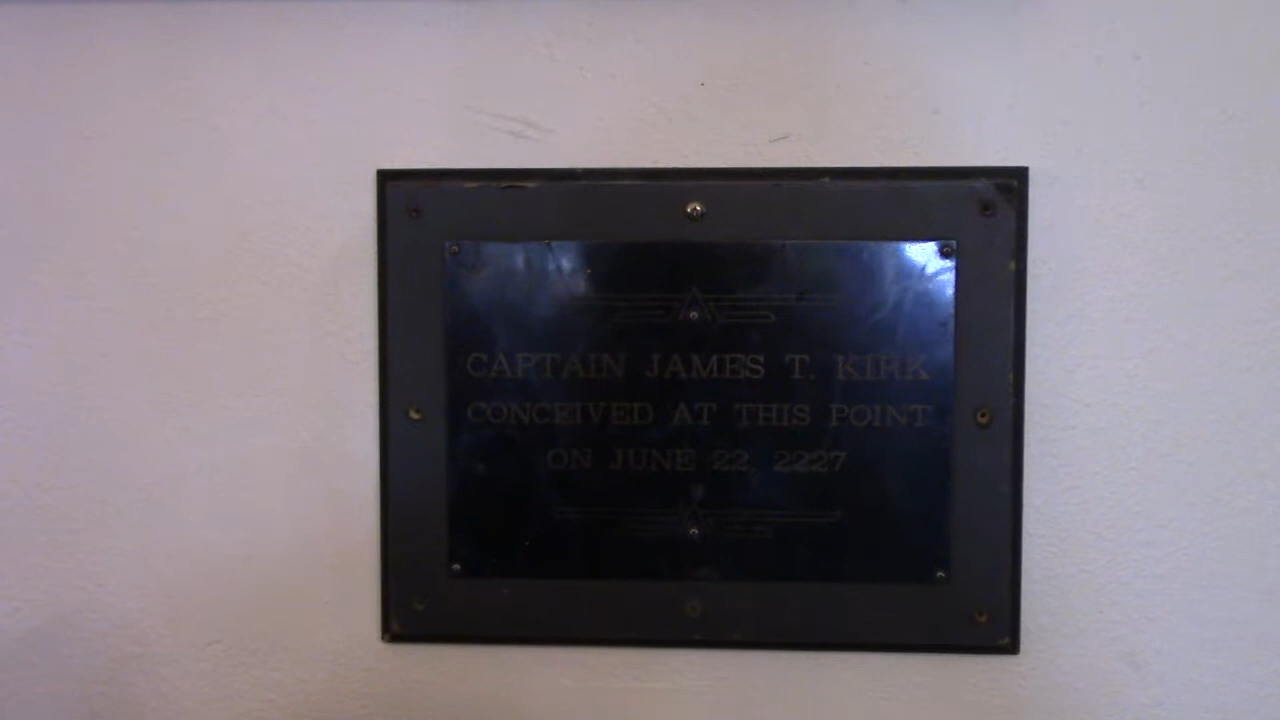 CAPTAIN JAMES T. KIRK
CONCEIVED AT THIS POINT
ON JUNE 22, 2227